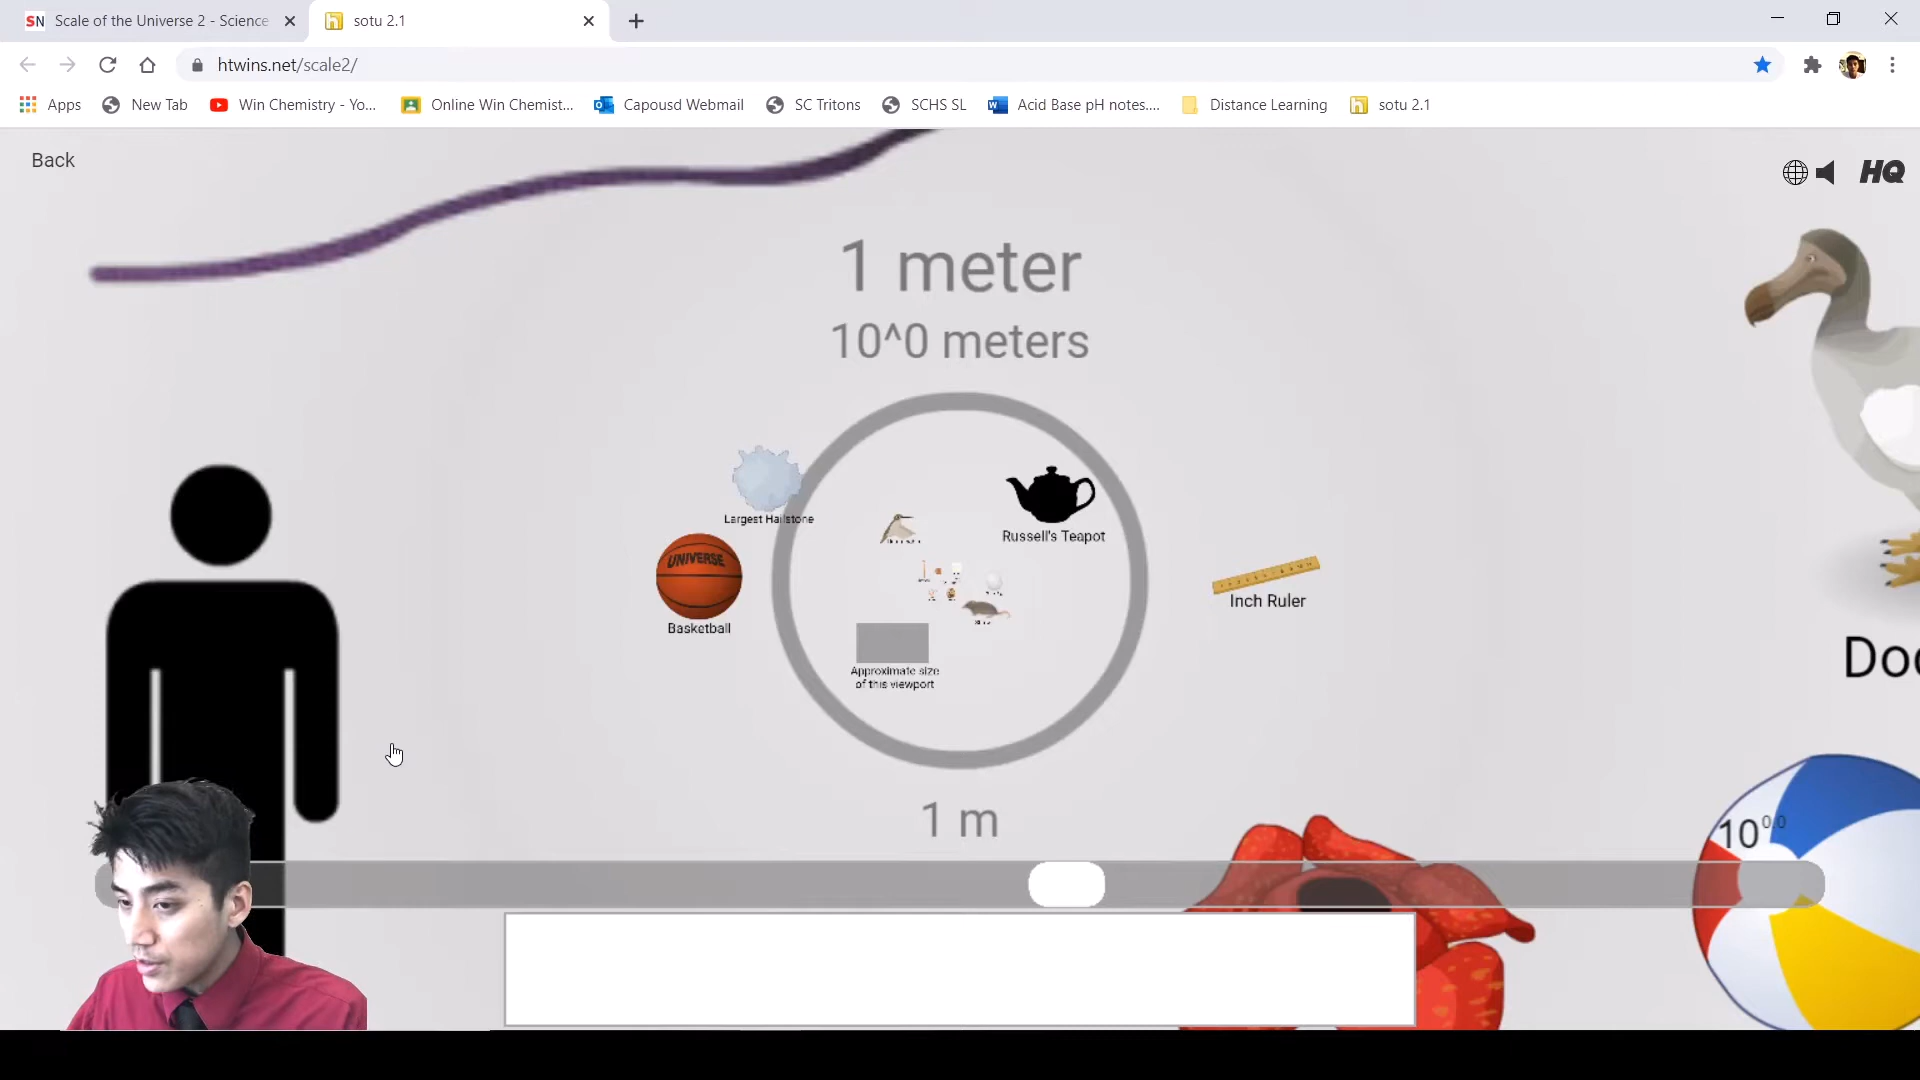 SN Scale of the Universe 2 - Science
sotu 2.1
htwins.net/scale2/
Apps
New Tab
Win Chemistry - Yo...
Online Win Chemist...
Capousd Webmail
SC Tritons
SCHS SL
Acid Base pH notes....
Distance Learning
sotu 2.1
Back
HQ
1 meter
10^0 meters
Largest Hailstone
Russell's Teapot
UNIVERSE
Basketball
Inch Ruler
Approximate size
of this viewport
1 m
10^0.0